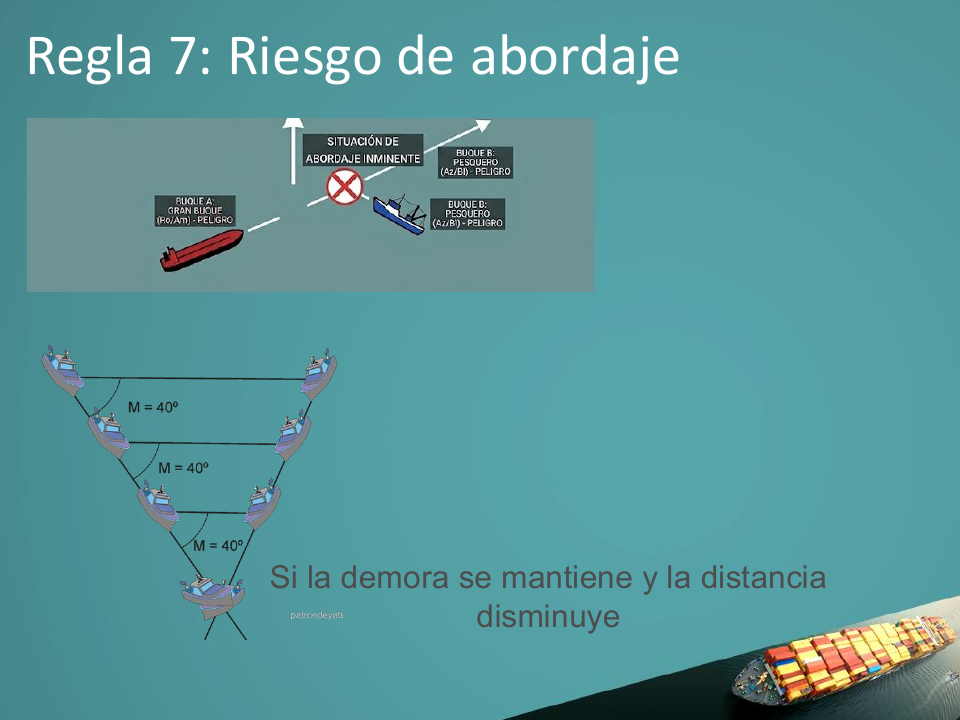 Regla 7: Riesgo de abordaje
SITUACIÓN DE
ABORDAJE INMINENTE
BUQUE B:
PESQUERO
(Az/Bl) - PELIGRO
BUQUE A:
GRAN BUQUE
(Ro/Am) - PELIGRO
BUQUE B:
PESQUERO
(Az/Bl) - PELIGRO
M = 40º
M = 40º
M = 40º
Si la demora se mantiene y la distancia
disminuye